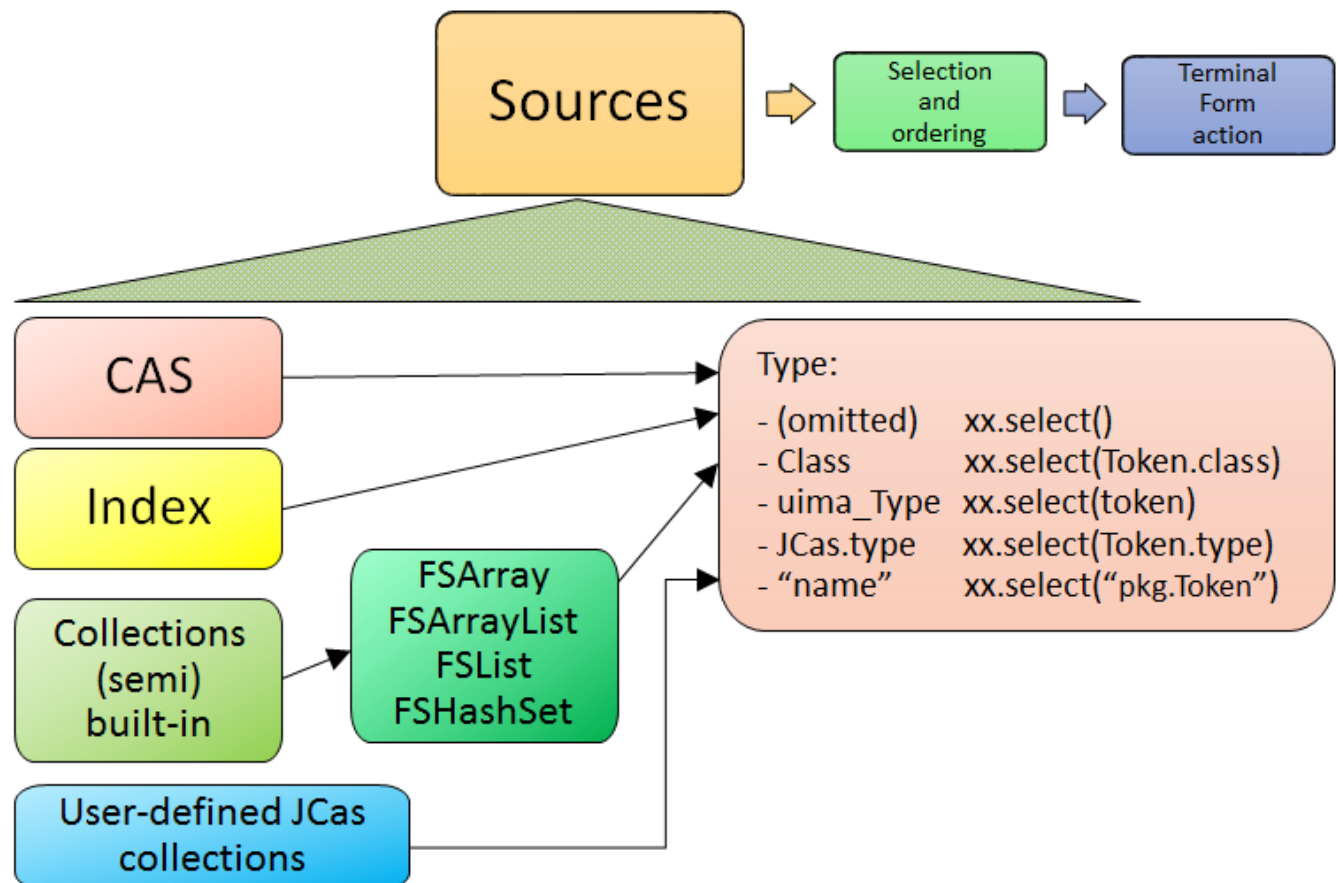 Sources
Selection
and
ordering
Terminal
Form
action
CAS
Index
Collections
(semi)
built-in
FSArray
FSArrayList
FSList
FSHashSet
User-defined JCas
collections
Type:
- (omitted) xx.select()
- Class xx.select(Token.class)
- uima_Type xx.select(token)
- JCas.type xx.select(Token.type)
- “name” xx.select(“pkg.Token”)